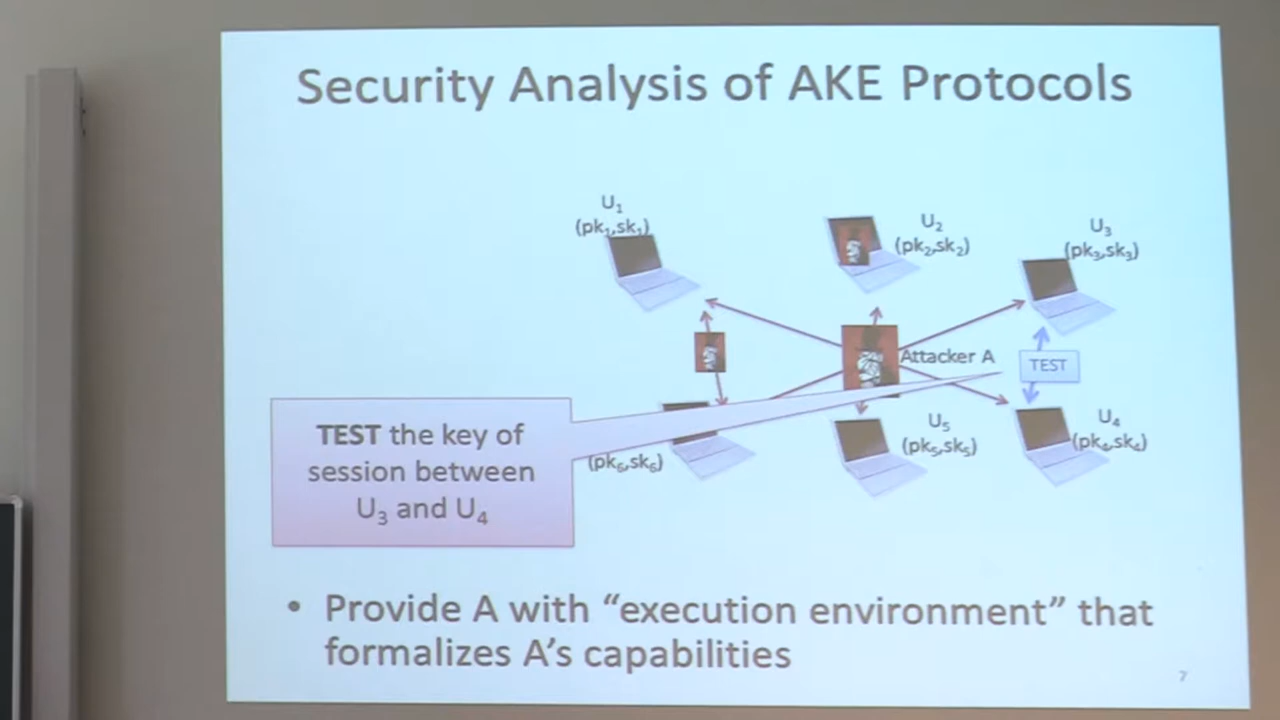 Security Analysis of AKE Protocols
U1
(pk1,sk1)
U2
(pk2,sk2)
U3
(pk3,sk3)
Attacker A
TEST
TEST the key of
session between
U3 and U4
(pk6,sk6)
U5
(pk5,sk5)
U4
(pk4,sk4)
• Provide A with “execution environment” that
formalizes A’s capabilities
7